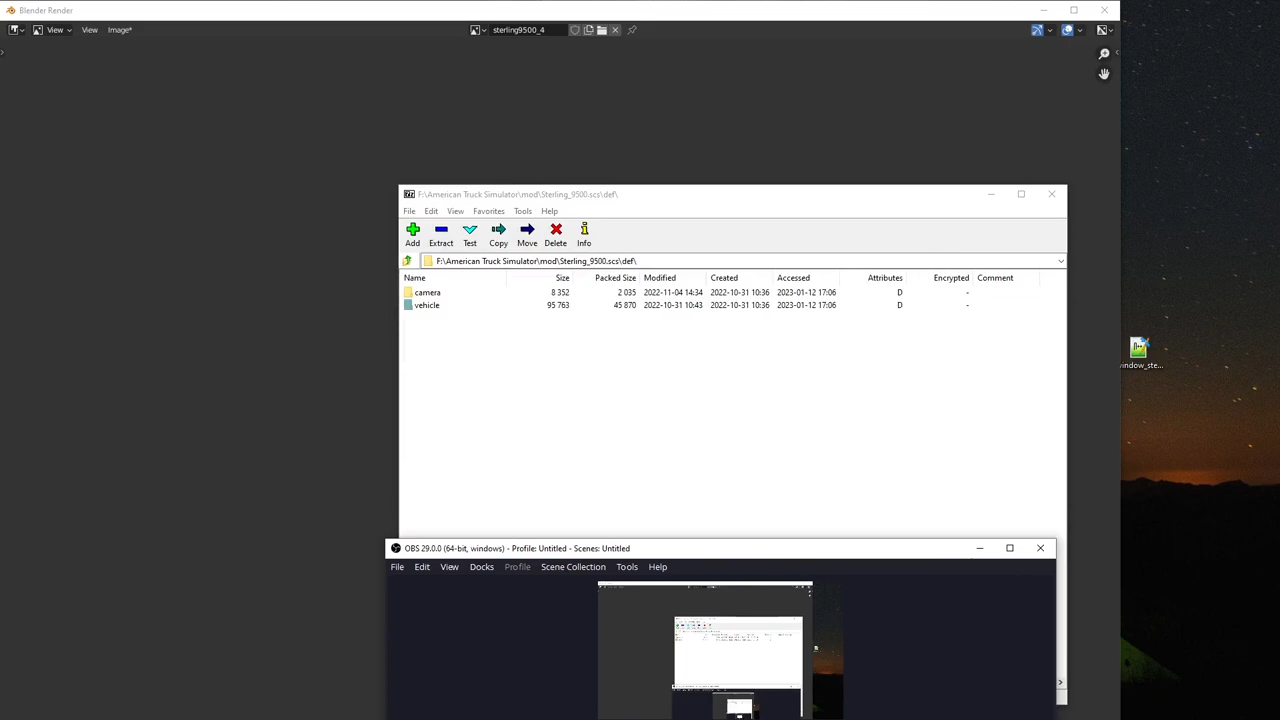 Blender Render
View
View
Image*
sterling9500_4
F:\American Truck Simulator\mod\Sterling_9500.scs\def\
File Edit View Favorites Tools Help
Add Extract Test Copy Move Delete Info
F:\American Truck Simulator\mod\Sterling_9500.scs\def\
Name Size Packed Size Modified Created Accessed Attributes Encrypted Comment
camera 8 352 2 035 2022-11-04 14:34 2022-10-31 10:36 2023-01-12 17:06 D -
vehicle 95 763 45 870 2022-10-31 10:43 2022-10-31 10:36 2023-01-12 17:06 D -
window_ste...
OBS 29.0.0 (64-bit, windows) - Profile: Untitled - Scenes: Untitled
File Edit View Docks Profile Scene Collection Tools Help